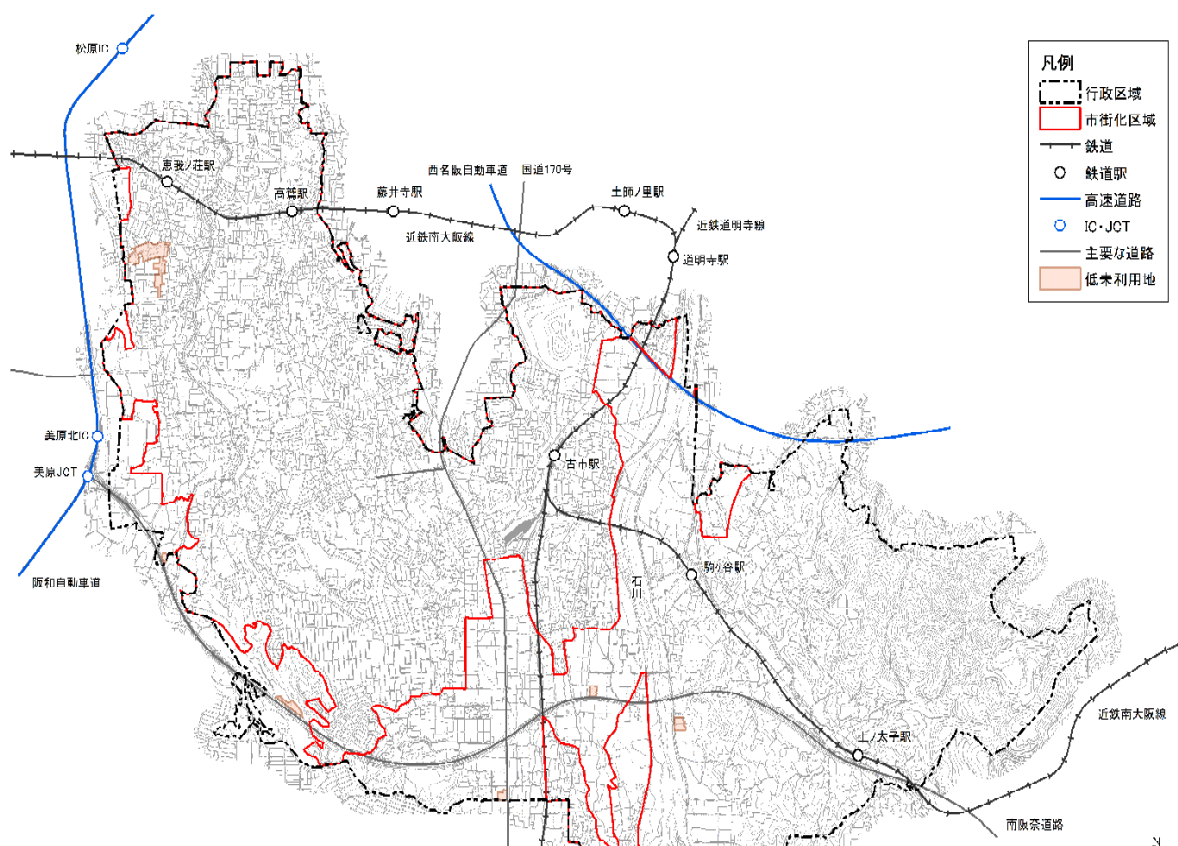 松原IC
恵我ノ荘駅
高鷲駅
藤井寺駅
西名阪自動車道
国道170号
土師ノ里駅
近鉄道明寺線
近鉄南大阪線
道明寺駅
凡例
行政区域
市街化区域
鉄道
鉄道駅
高速道路
IC・JCT
主要な道路
低未利用地
美原北IC
美原JCT
古市駅
阪和自動車道
駒ヶ谷駅
石川
上ノ太子駅
近鉄南大阪線
南阪奈道路